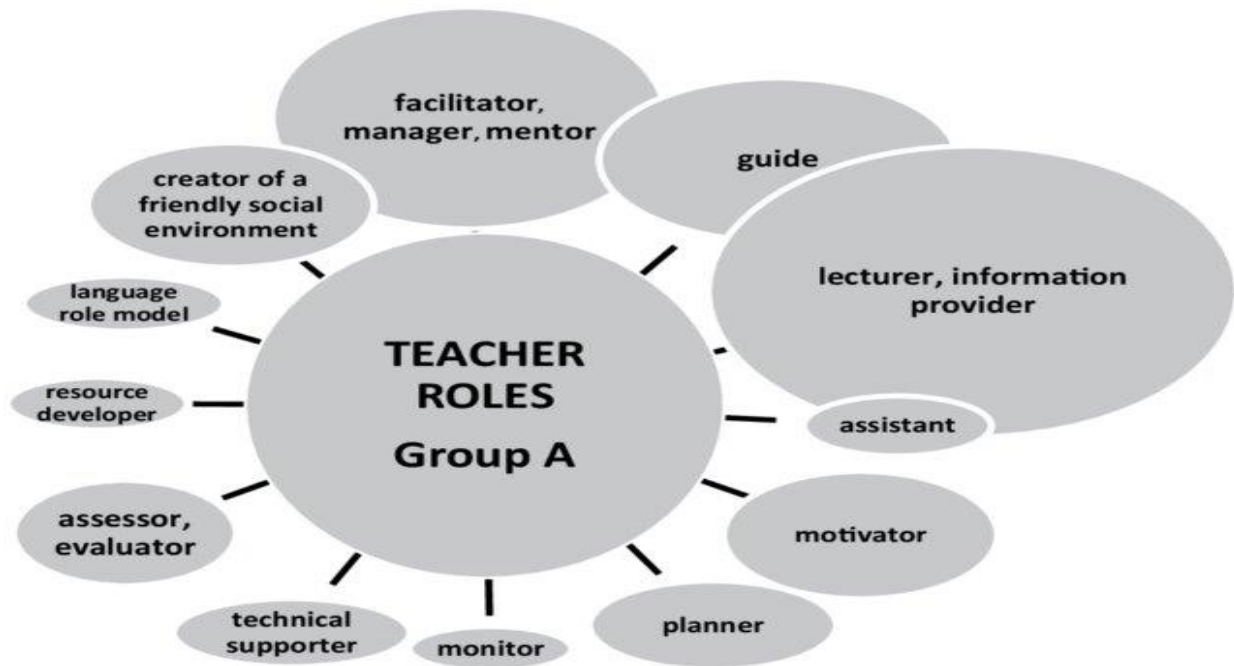 facilitator,
manager, mentor
guide
creator of a
friendly social
environment
lecturer, information
provider
language
role model
TEACHER
ROLES
Group A
resource
developer
assistant
assessor,
evaluator
motivator
technical
supporter
monitor
planner